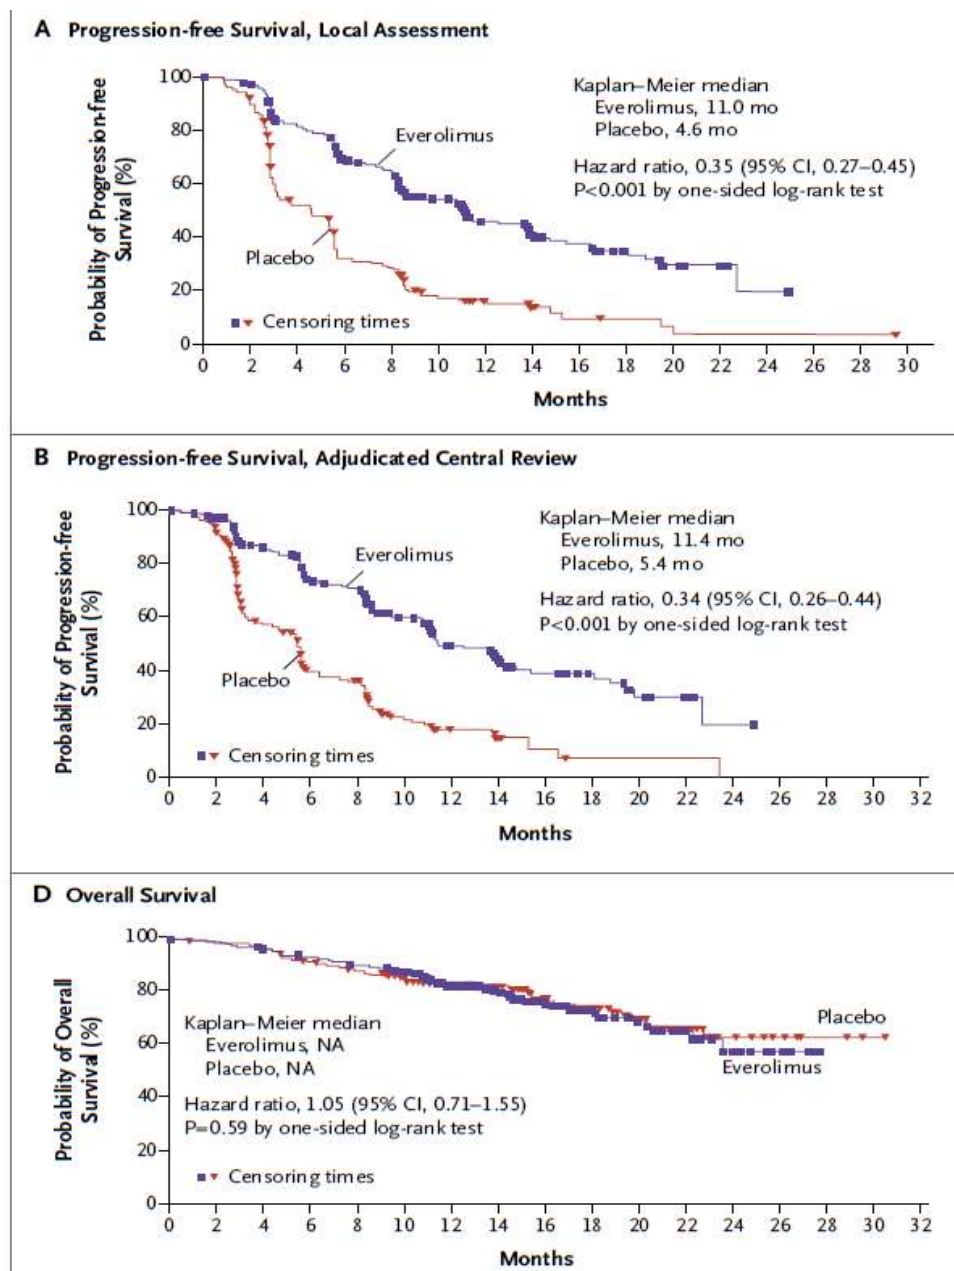 A Progression-free Survival, Local Assessment
Probability of Progression-free
Survival (%)
100
80
60
40
20
0
Kaplan–Meier median
Everolimus, 11.0 mo
Placebo, 4.6 mo
Hazard ratio, 0.35 (95% CI, 0.27–0.45)
P<0.001 by one-sided log-rank test
Everolimus
Placebo
Censoring times
0 2 4 6 8 10 12 14 16 18 20 22 24 26 28 30
Months
B Progression-free Survival, Adjudicated Central Review
Probability of Progression-free
Survival (%)
100
80
60
40
20
0
Kaplan–Meier median
Everolimus, 11.4 mo
Placebo, 5.4 mo
Hazard ratio, 0.34 (95% CI, 0.26–0.44)
P<0.001 by one-sided log-rank test
Everolimus
Placebo
Censoring times
0 2 4 6 8 10 12 14 16 18 20 22 24 26 28 30 32
Months
D Overall Survival
Probability of Overall
Survival (%)
100
80
60
40
20
0
Placebo
Everolimus
Kaplan–Meier median
Everolimus, NA
Placebo, NA
Hazard ratio, 1.05 (95% CI, 0.71–1.55)
P=0.59 by one-sided log-rank test
Censoring times
0 2 4 6 8 10 12 14 16 18 20 22 24 26 28 30 32
Months